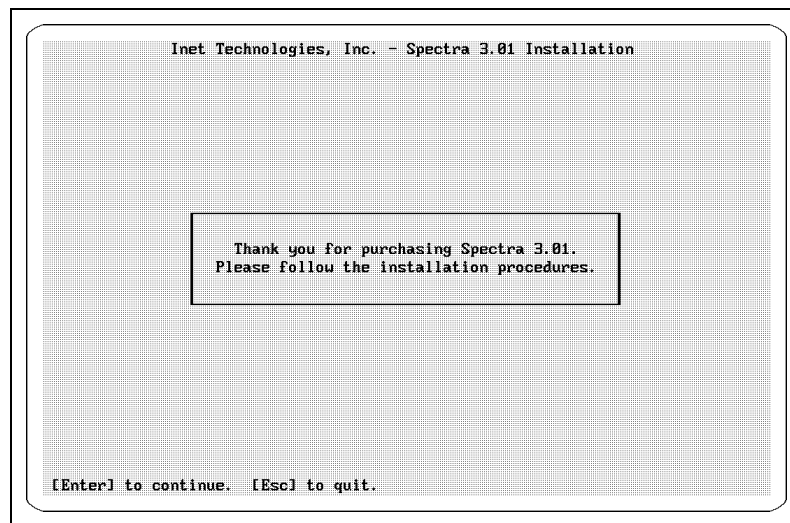 Inet Technologies, Inc. - Spectra 3.01 Installation
Thank you for purchasing Spectra 3.01.
Please follow the installation procedures.
[Enter] to continue. [Esc] to quit.